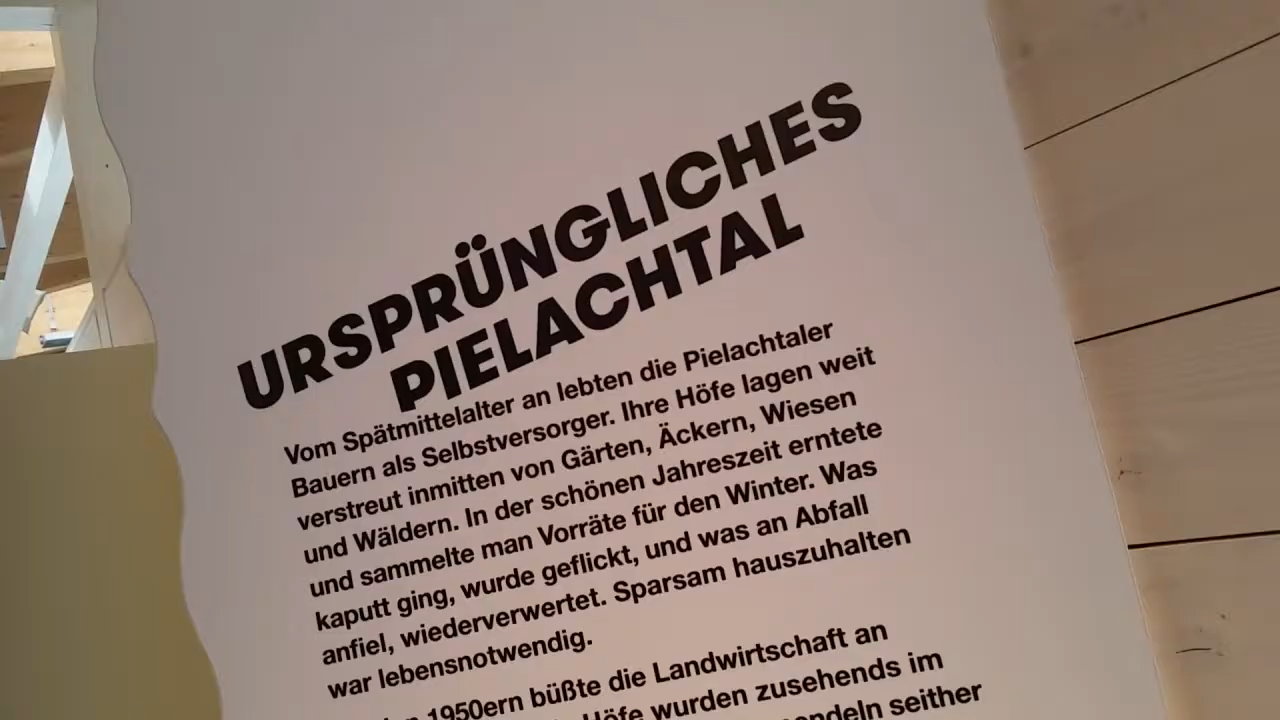 URSPRÜNGLICHES
PIELACHTAL
Vom Spätmittelalter an lebten die Pielachtaler
Bauern als Selbstversorger. Ihre Höfe lagen weit
verstreut inmitten von Gärten, Äckern, Wiesen
und Wäldern. In der schönen Jahreszeit erntete
und sammelte man Vorräte für den Winter. Was
kaputt ging, wurde geflickt, und was an Abfall
anfiel, wiederverwertet. Sparsam hauszuhalten
war lebensnotwendig.
1950ern büßte die Landwirtschaft an
Höfe wurden zusehends im
seither